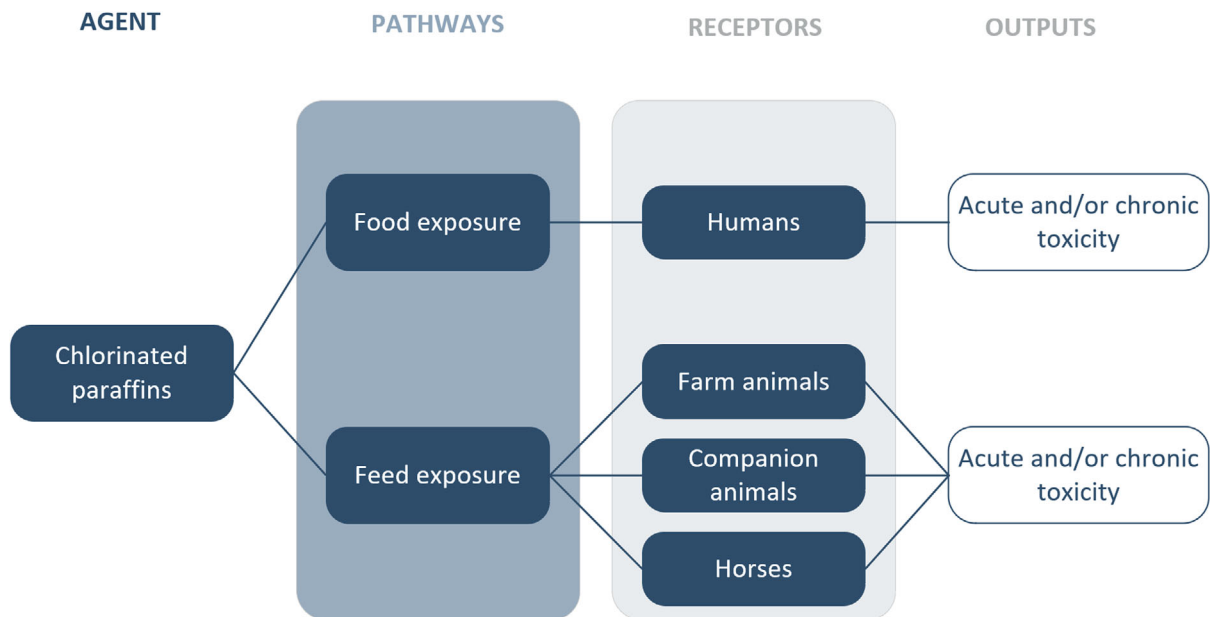 AGENT
PATHWAYS
RECEPTORS
OUTPUTS
Food exposure
Humans
Acute and/or chronic
toxicity
Chlorinated
paraffins
Farm animals
Feed exposure
Companion
animals
Acute and/or chronic
toxicity
Horses